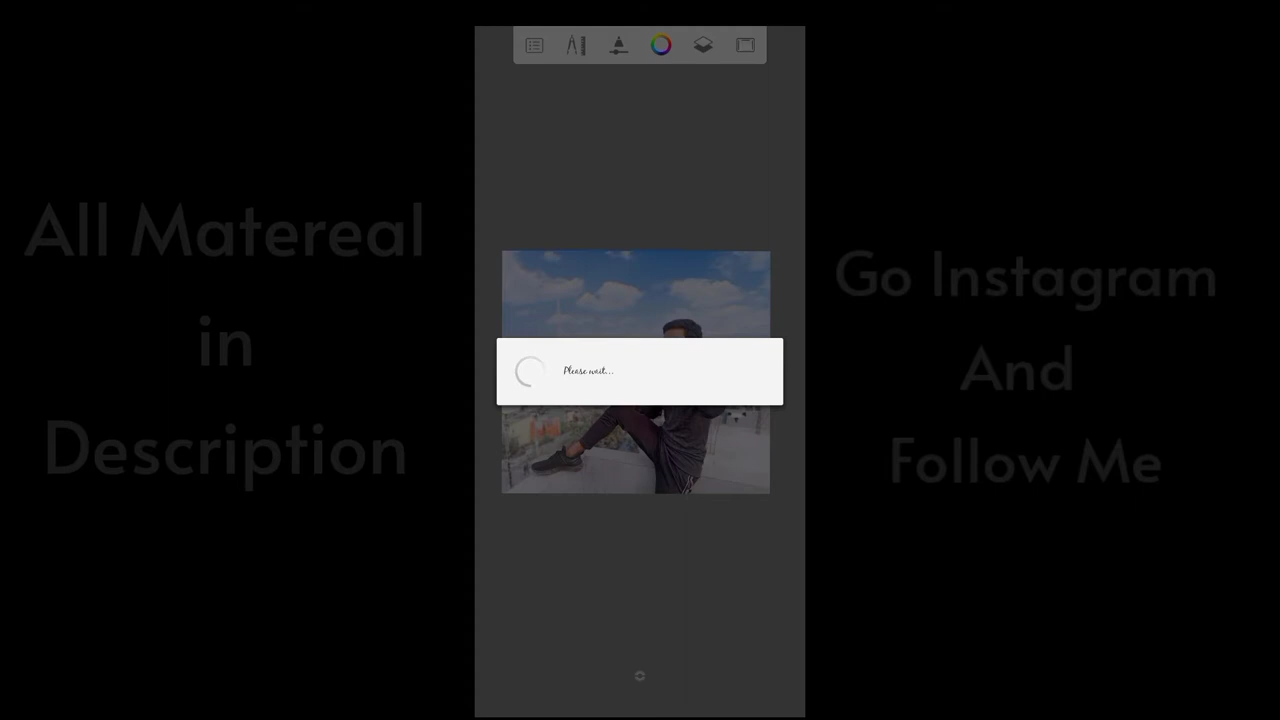 All Matereal
in
Description
Please wait...
Go Instagram
And
Follow Me